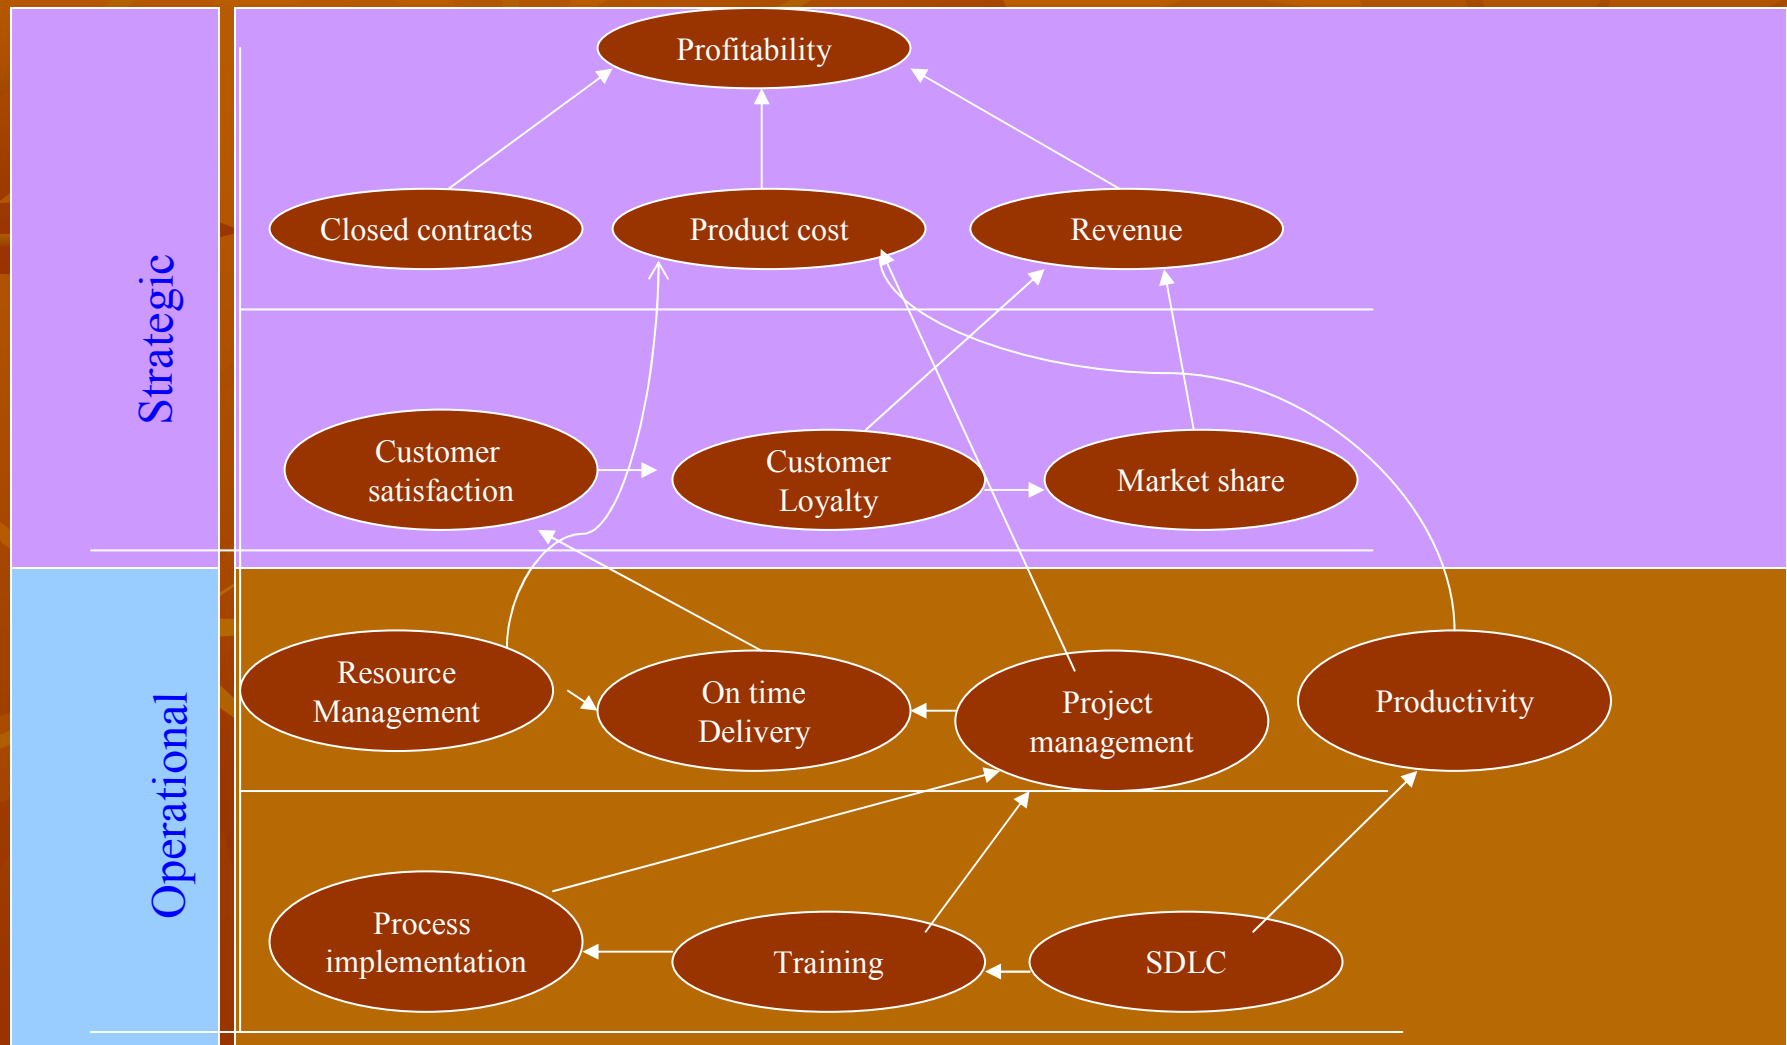 Profitability
Closed contracts
Product cost
Revenue
Strategic
Customer
satisfaction
Customer
Loyalty
Market share
Resource
Management
On time
Delivery
Project
management
Productivity
Operational
Process
implementation
Training
SDLC